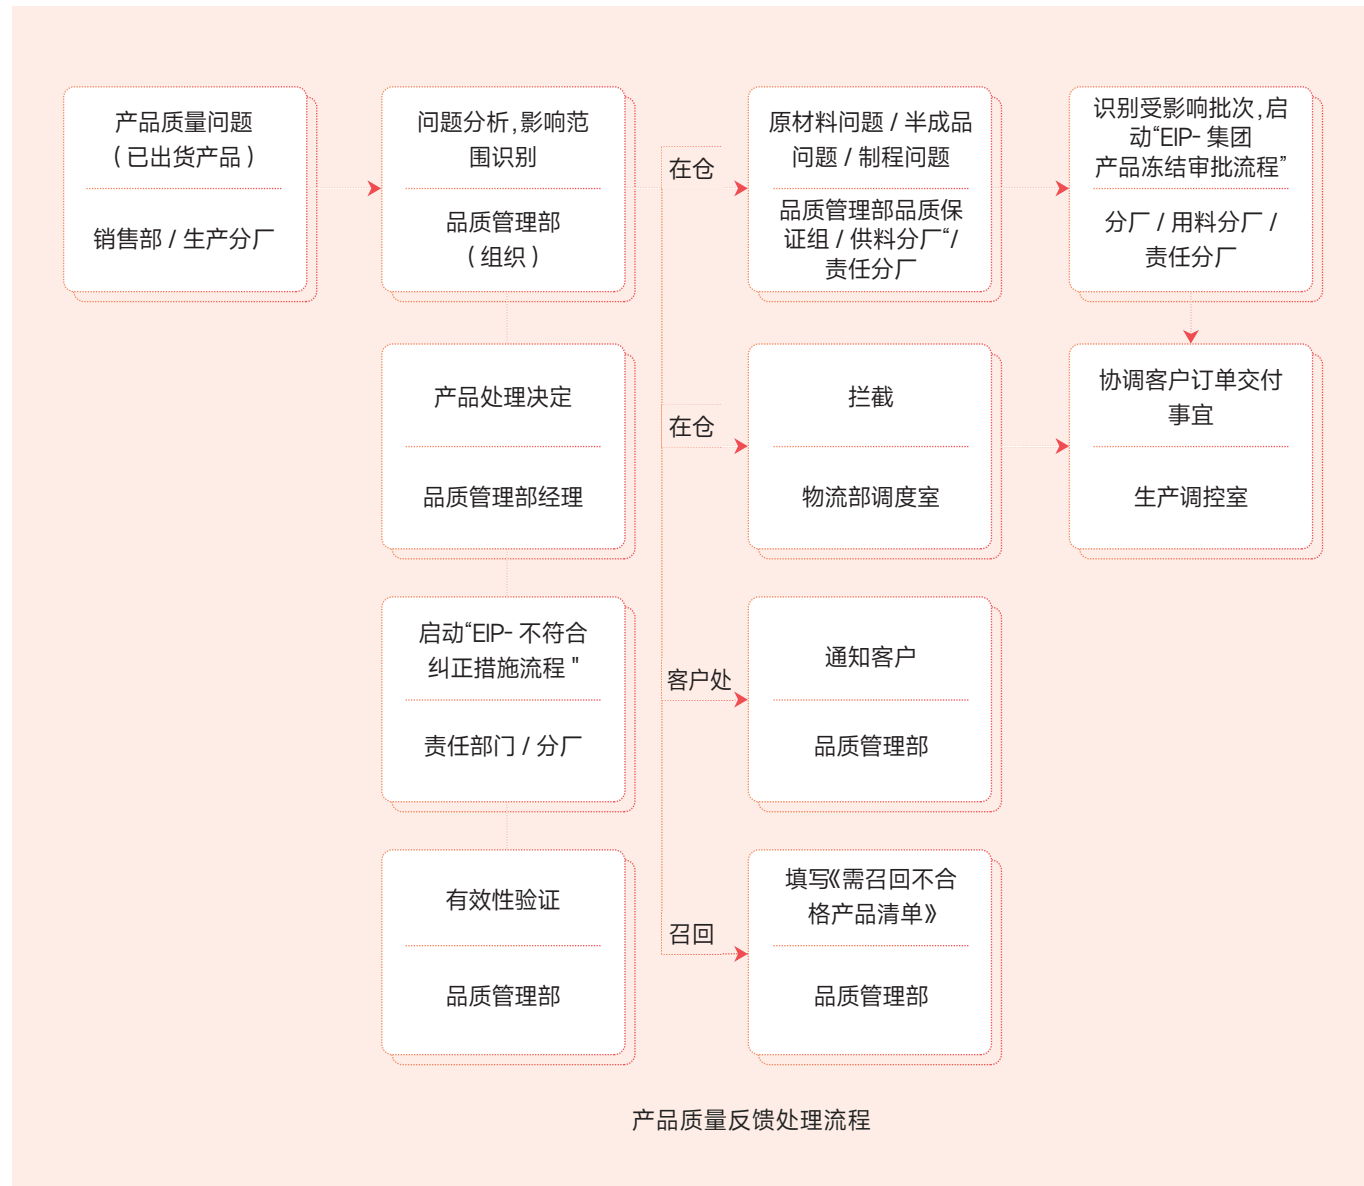 产品质量问题
(已出货产品)
销售部 / 生产分厂
问题分析,影响范
围识别
品质管理部
(组织)
在仓
原材料问题 / 半成品
问题 / 制程问题
品质管理部品质保
证组 / 供料分厂“/
责任分厂
识别受影响批次,启
动“EIP- 集团
产品冻结审批流程”
分厂 / 用料分厂 /
责任分厂
产品处理决定
品质管理部经理
在仓
拦截
物流部调度室
协调客户订单交付
事宜
生产调控室
启动“EIP- 不符合
纠正措施流程 "
责任部门 / 分厂
客户处
通知客户
品质管理部
有效性验证
品质管理部
召回
填写《需召回不合
格产品清单》
品质管理部
产品质量反馈处理流程